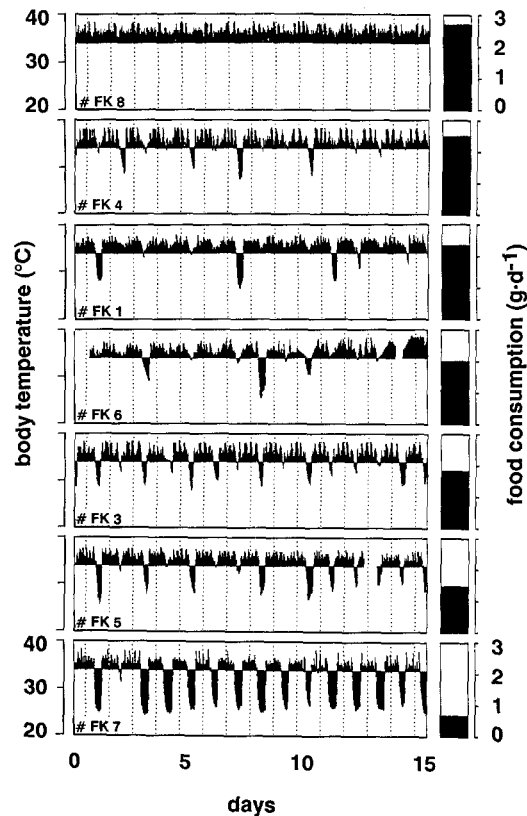 40
30
20
# FK 8
3
2
1
0
# FK 4
# FK 1
# FK 6
# FK 3
# FK 5
40
30
20
# FK 7
3
2
1
0
0
5
10
15
days
body temperature (°C)
food consumption (g·d-1)